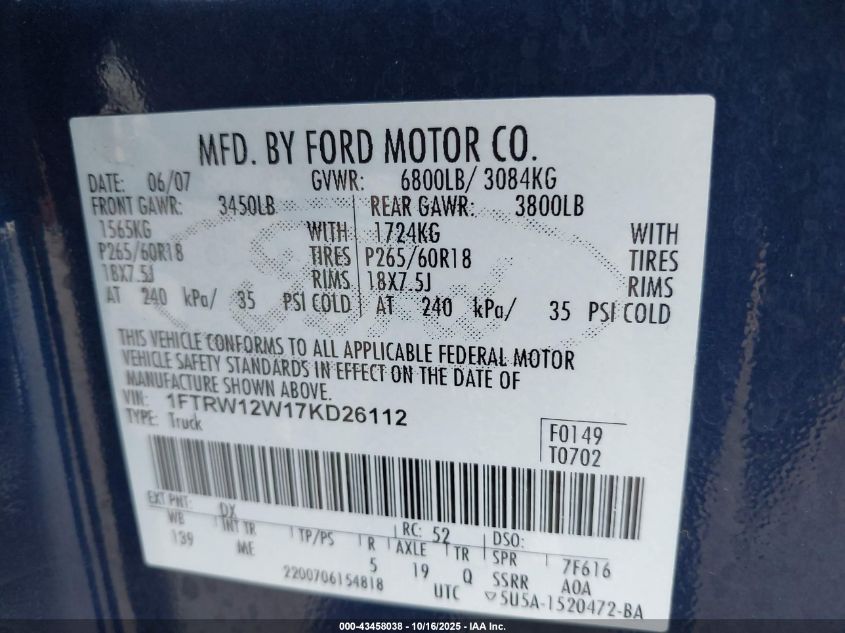 MFD. BY FORD MOTOR CO.
DATE: 06/07 GVWR: 6800LB/ 3084KG
FRONT GAWR: 3450LB REAR GAWR: 3800LB
1565KG WITH 1724KG WITH
P265/60R18 TIRES P265/60R18 TIRES
18X7.5J RIMS 18X7.5J RIMS
AT 240 kPa/ 35 PSI COLD AT 240 kPa/ 35 PSI COLD
THIS VEHICLE CONFORMS TO ALL APPLICABLE FEDERAL MOTOR
VEHICLE SAFETY STANDARDS IN EFFECT ON THE DATE OF
MANUFACTURE SHOWN ABOVE.
VIN: 1FTRW12W17KD26112
TYPE: Truck
F0149
T0702
EXT PNT: DX RC: 52 DSO:
WB INT TR TP/PS R AXLE TR SPR 7F616
139 ME 5 19 Q SSRR A0A
2200706154818 UTC 5U5A-1520472-BA
000-43458038 - 10/16/2025 - IAA Inc.